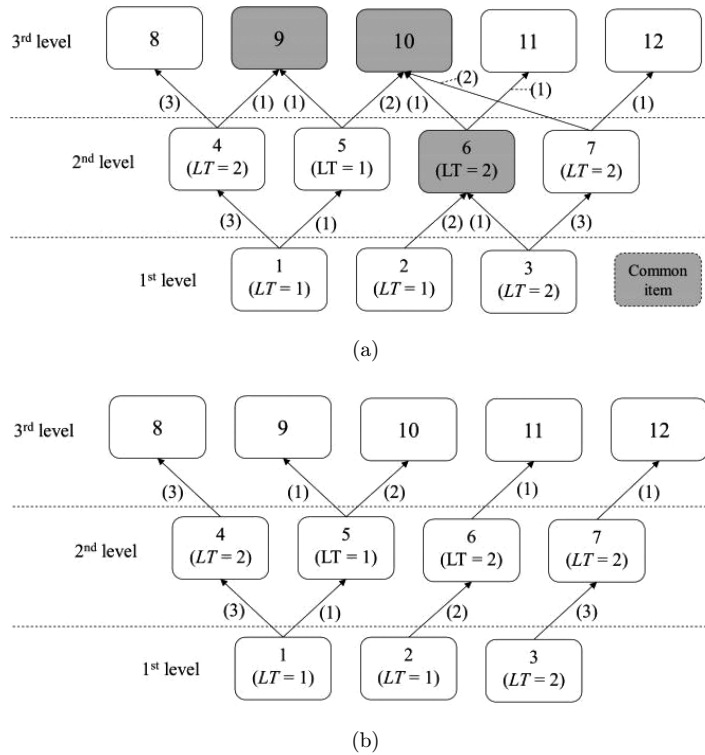 3rd level
8
9
10
11
12
(3)
(1)
(1)
(2)
(1)
(2)
(1)
(1)
2nd level
4
(LT = 2)
5
(LT = 1)
6
(LT = 2)
7
(LT = 2)
(3)
(1)
(2)
(1)
(3)
1st level
1
(LT = 1)
2
(LT = 1)
3
(LT = 2)
Common
item
(a)
3rd level
8
9
10
11
12
(3)
(1)
(2)
(1)
(1)
2nd level
4
(LT = 2)
5
(LT = 1)
6
(LT = 2)
7
(LT = 2)
(3)
(1)
(2)
(3)
1st level
1
(LT = 1)
2
(LT = 1)
3
(LT = 2)
(b)